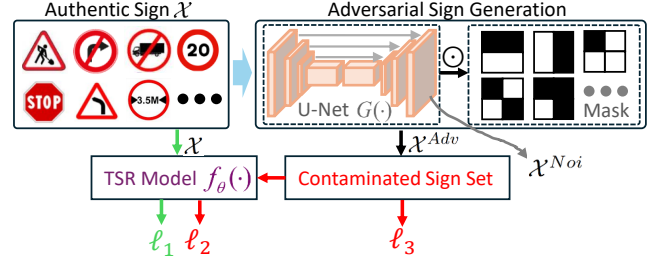 Authentic Sign 𝒳
Adversarial Sign Generation
20
STOP
3.5M
U-Net G(·)
⊙
Mask
𝒳
𝒳^Adv
𝒳^Noi
TSR Model f_θ(·)
Contaminated Sign Set
ℓ₁
ℓ₂
ℓ₃